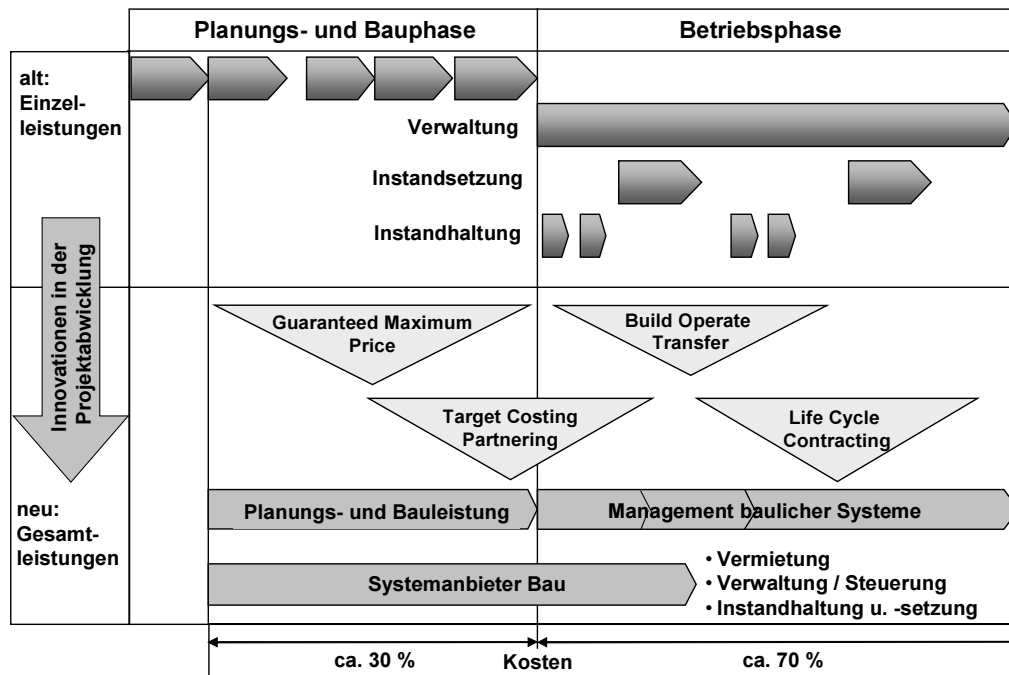 Planungs- und Bauphase
Betriebsphase
alt:
Einzel-
leistungen
Verwaltung
Instandsetzung
Instandhaltung
Innovationen in der
Projektabwicklung
Guaranteed Maximum
Price
Build Operate
Transfer
Target Costing
Partnering
Life Cycle
Contracting
neu:
Gesamt-
leistungen
Planungs- und Bauleistung
Management baulicher Systeme
Systemanbieter Bau
• Vermietung
• Verwaltung / Steuerung
• Instandhaltung u. -setzung
ca. 30 %
Kosten
ca. 70 %